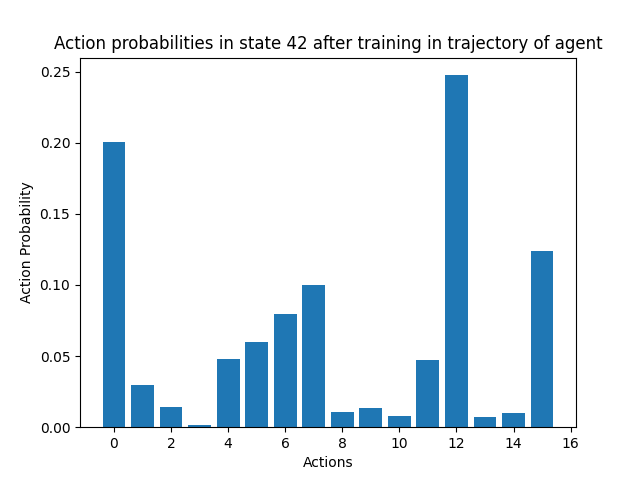 Action probabilities in state 42 after training in trajectory of agent
0.25
0.20
0.15
0.10
0.05
0.00
Action Probability
0 2 4 6 8 10 12 14 16
Actions